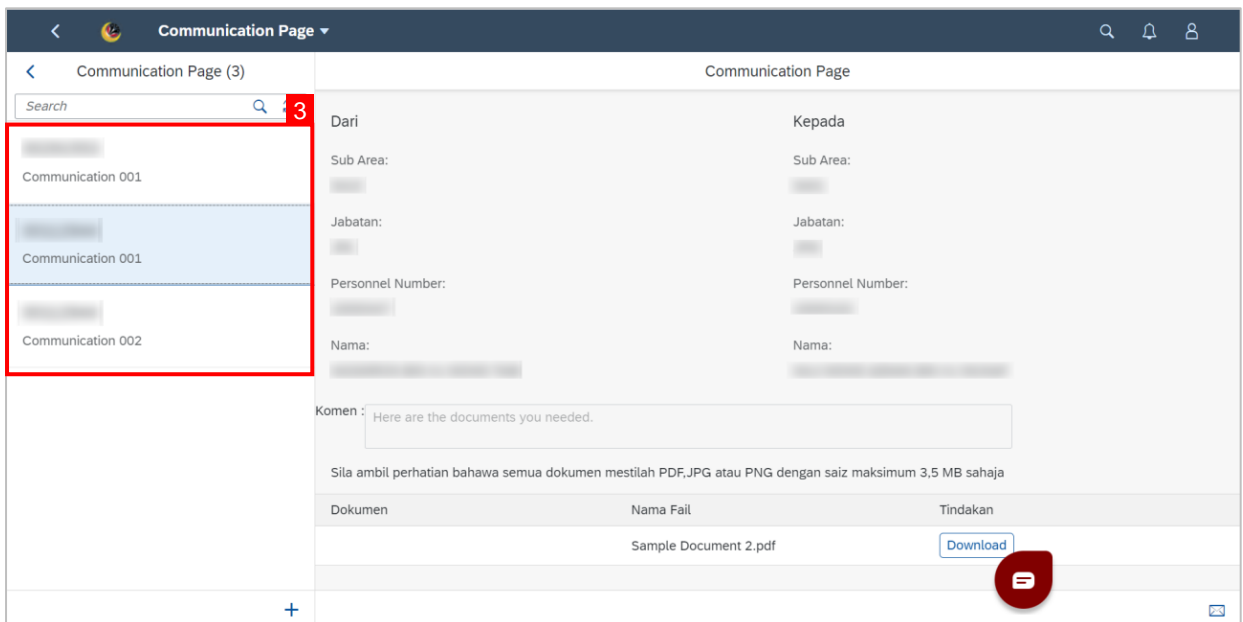 Communication Page
Communication Page (3)
Search
3
Communication 001
Communication 001
Communication 002
Communication Page
Dari
Kepada
Sub Area:
Sub Area:
Jabatan:
Jabatan:
Personnel Number:
Personnel Number:
Nama:
Nama:
Komen :
Here are the documents you needed.
Sila ambil perhatian bahawa semua dokumen mestilah PDF,JPG atau PNG dengan saiz maksimum 3,5 MB sahaja
Dokumen Nama Fail Tindakan
Sample Document 2.pdf Download